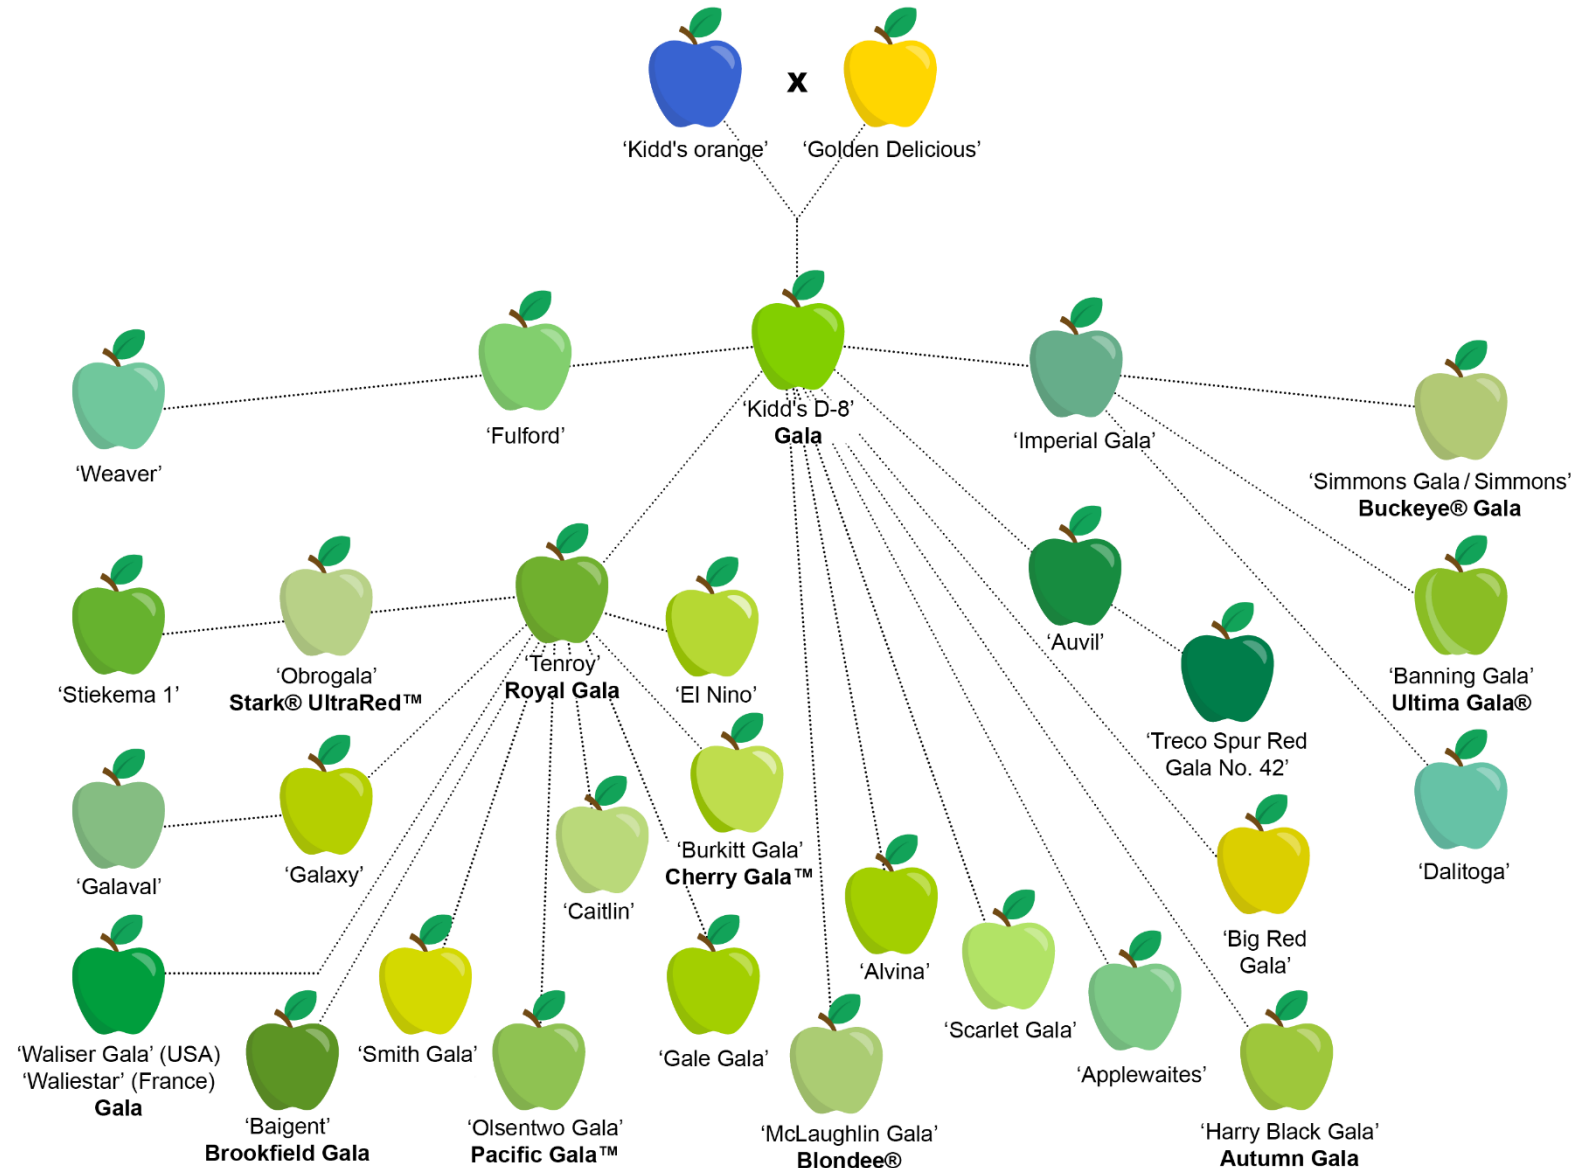 x
‘Kidd's orange’
‘Golden Delicious’
‘Kidd's D-8’
Gala
‘Fulford’
‘Weaver’
‘Imperial Gala’
‘Simmons Gala / Simmons’
Buckeye® Gala
‘Stiekema 1’
‘Obrogala’
Stark® UltraRed™
‘Tenroy’
Royal Gala
‘El Nino’
‘Auvil’
‘Banning Gala’
Ultima Gala®
‘Treco Spur Red
Gala No. 42’
‘Galaval’
‘Galaxy’
‘Caitlin’
‘Burkitt Gala’
Cherry Gala™
‘Dalitoga’
‘Big Red
Gala’
‘Alvina’
‘Waliser Gala’ (USA)
‘Waliestar’ (France)
Gala
‘Baigent’
Brookfield Gala
‘Smith Gala’
‘Olsentwo Gala’
Pacific Gala™
‘Gale Gala’
‘McLaughlin Gala’
Blondee®
‘Scarlet Gala’
‘Applewaites’
‘Harry Black Gala’
Autumn Gala